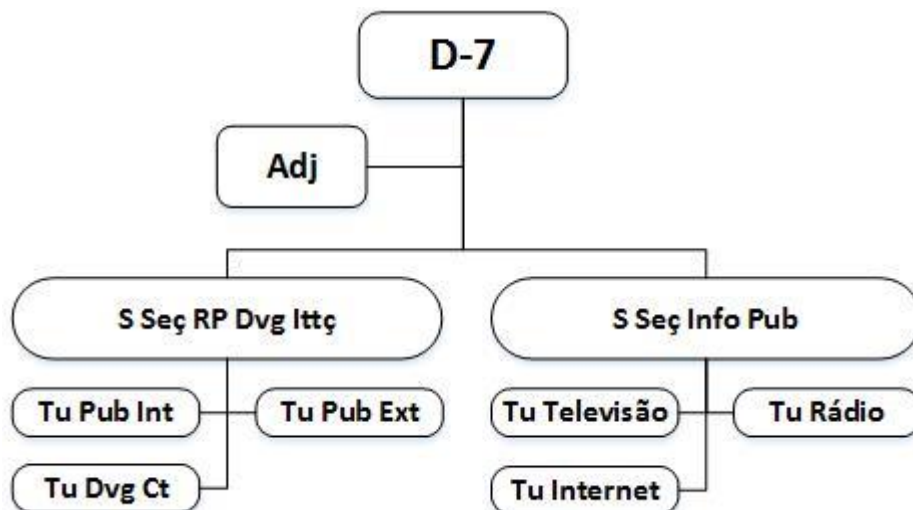 D-7
Adj
S Seç RP Dvg Ittç
S Seç Info Pub
Tu Pub Int
Tu Pub Ext
Tu Televisão
Tu Rádio
Tu Dvg Ct
Tu Internet